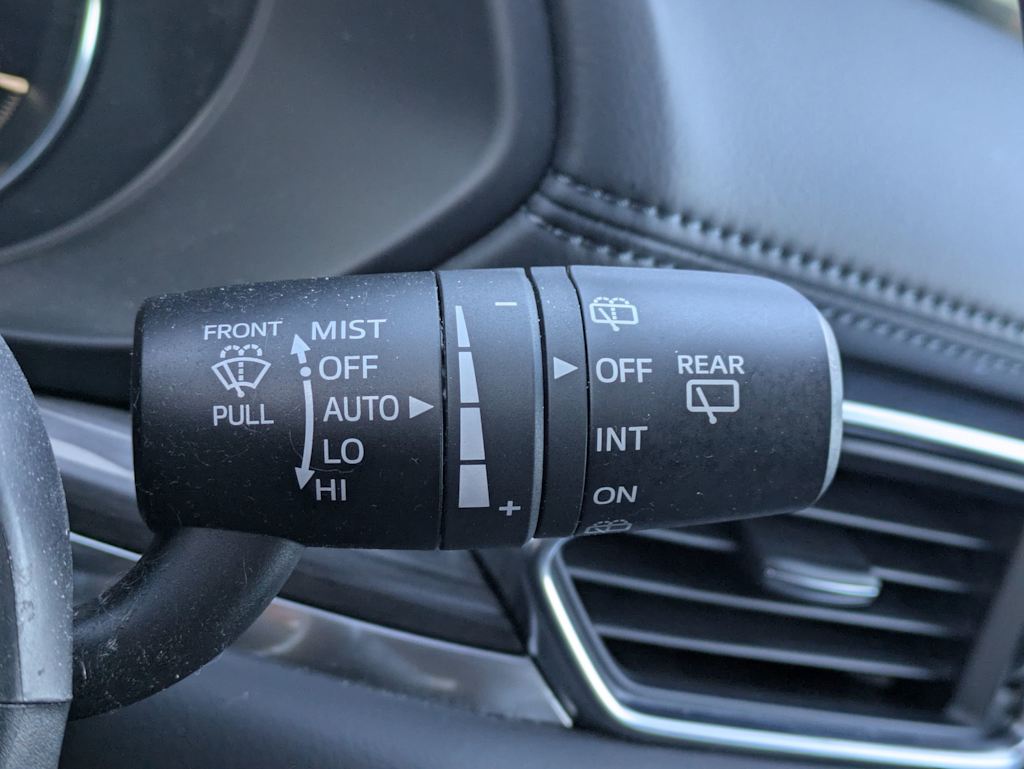 FRONT
PULL
MIST
OFF
AUTO
LO
HI
−
+
OFF
INT
ON
REAR